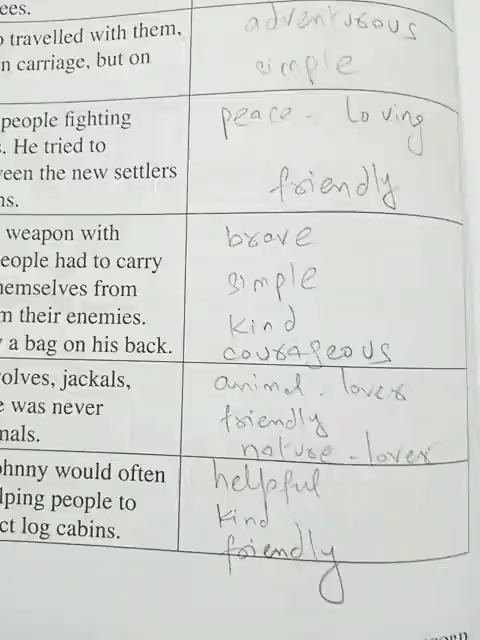 ees.
o travelled with them,
n carriage, but on
adventurous
simple
people fighting
s. He tried to
veen the new settlers
ns.
peace - loving
friendly
weapon with
eople had to carry
nemselves from
m their enemies.
y a bag on his back.
brave
simple
kind
courageous
olves, jackals,
e was never
mals.
animal - lover
friendly
nature - lover
ohnny would often
lping people to
ct log cabins.
helpful
kind
friendly